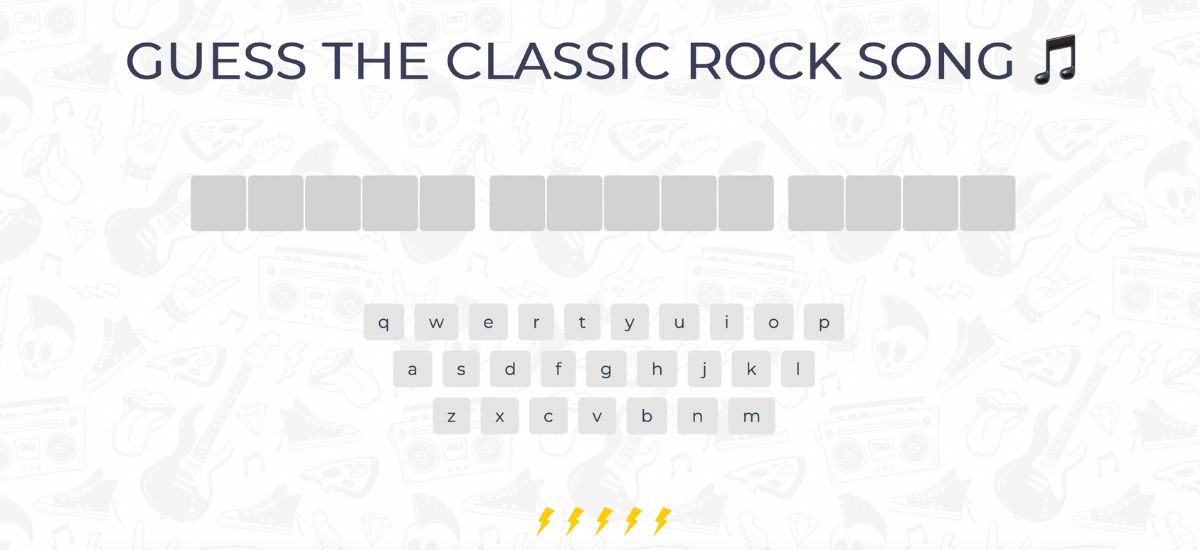 GUESS THE CLASSIC ROCK SONG 🎵
q w e r t y u i o p
a s d f g h j k l
z x c v b n m